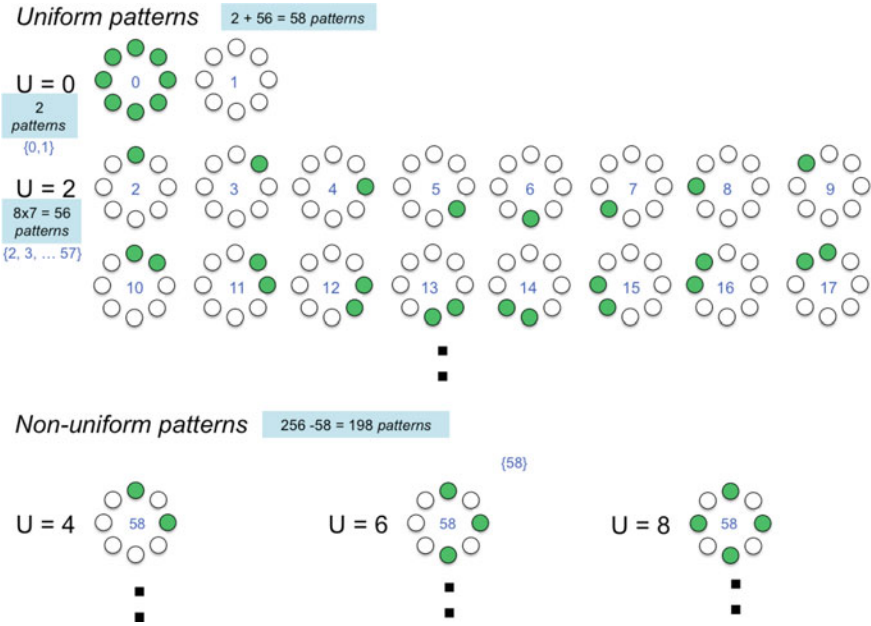 Uniform patterns
2 + 56 = 58 patterns
U = 0
0 1
2
patterns
{0,1}
U = 2
2 3 4 5 6 7 8 9
8x7 = 56
patterns
{2, 3, ... 57}
10 11 12 13 14 15 16 17
Non-uniform patterns
256 -58 = 198 patterns
{58}
U = 4 58 U = 6 58 U = 8 58